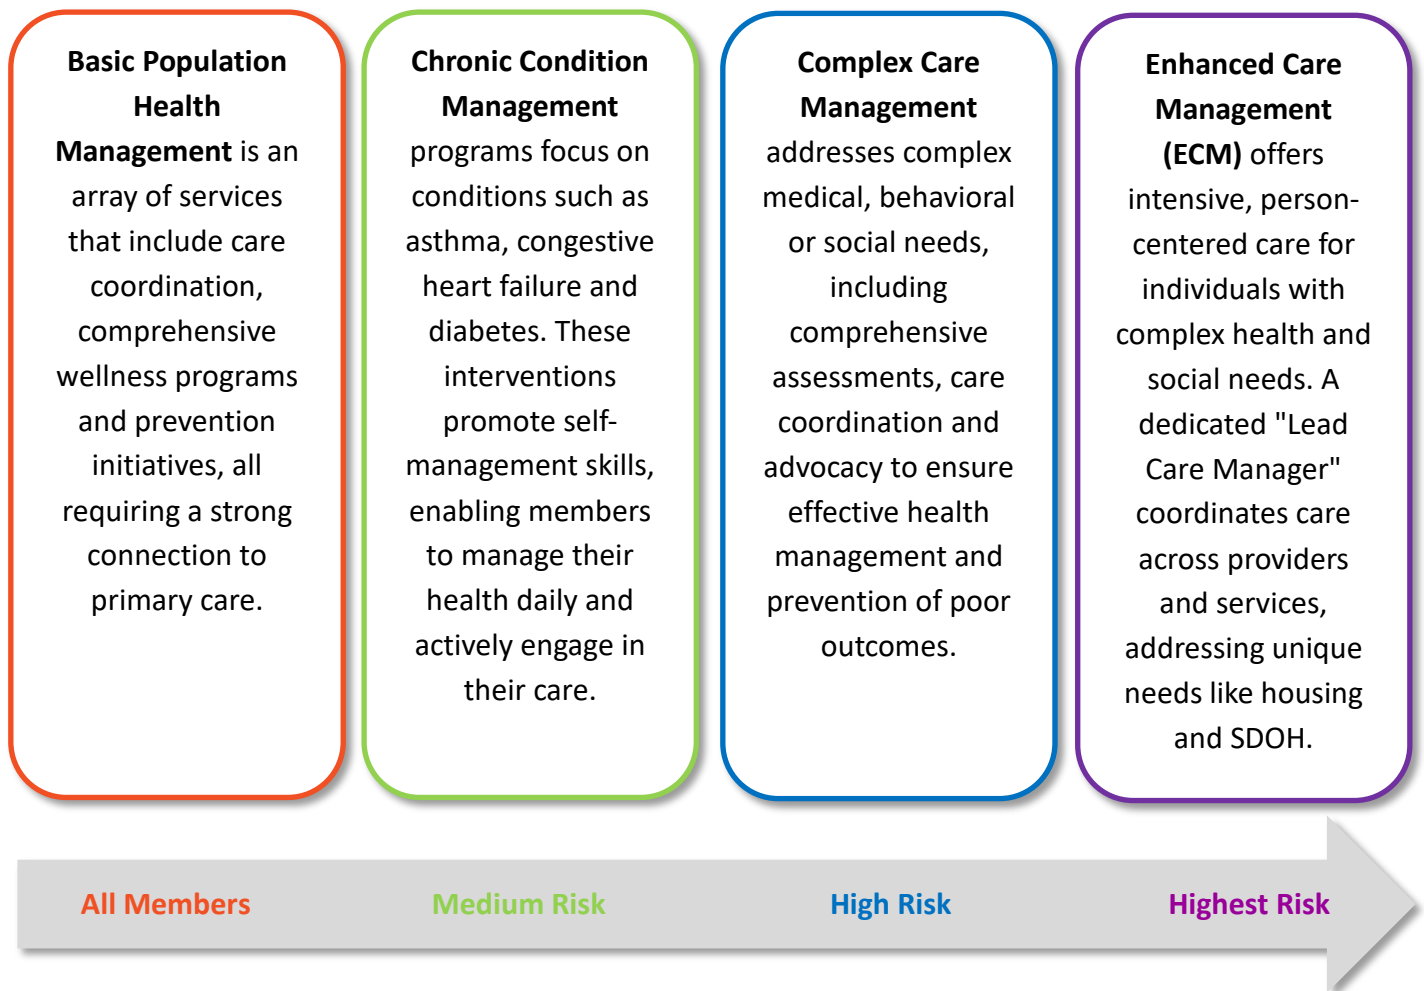 Basic Population
Health
Management is an
array of services
that include care
coordination,
comprehensive
wellness programs
and prevention
initiatives, all
requiring a strong
connection to
primary care.
Chronic Condition
Management
programs focus on
conditions such as
asthma, congestive
heart failure and
diabetes. These
interventions
promote self-
management skills,
enabling members
to manage their
health daily and
actively engage in
their care.
Complex Care
Management
addresses complex
medical, behavioral
or social needs,
including
comprehensive
assessments, care
coordination and
advocacy to ensure
effective health
management and
prevention of poor
outcomes.
Enhanced Care
Management
(ECM) offers
intensive, person-
centered care for
individuals with
complex health and
social needs. A
dedicated "Lead
Care Manager"
coordinates care
across providers
and services,
addressing unique
needs like housing
and SDOH.
All Members
Medium Risk
High Risk
Highest Risk